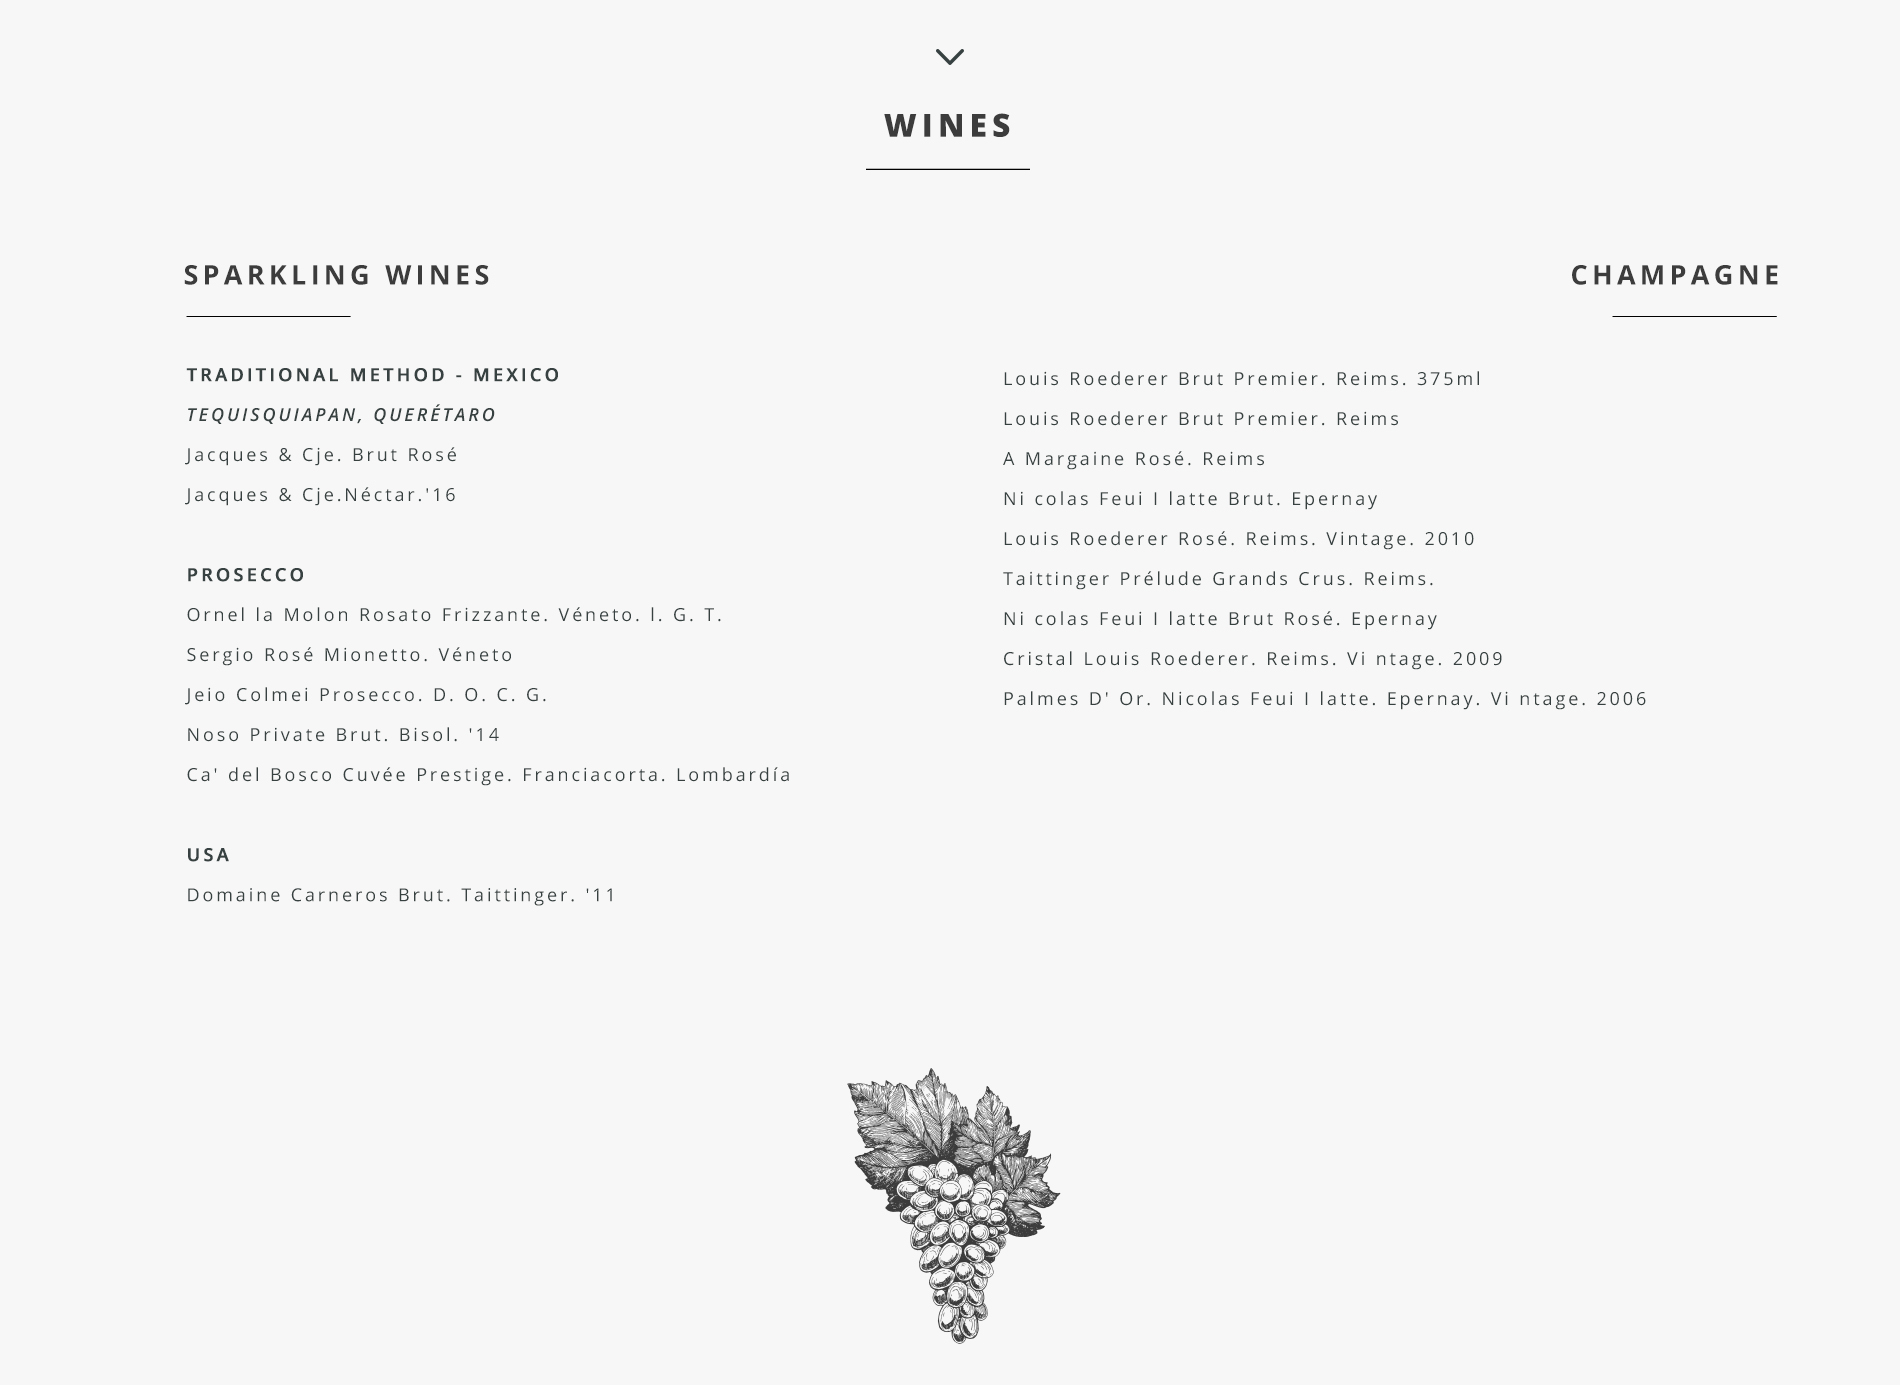 WINES
SPARKLING WINES
TRADITIONAL METHOD - MEXICO
TEQUISQUIAPAN, QUERÉTARO
Jacques & Cje. Brut Rosé
Jacques & Cje.Néctar.'16
PROSECCO
Ornel la Molon Rosato Frizzante. Véneto. l. G. T.
Sergio Rosé Mionetto. Véneto
Jeio Colmei Prosecco. D. O. C. G.
Noso Private Brut. Bisol. '14
Ca' del Bosco Cuvée Prestige. Franciacorta. Lombardía
USA
Domaine Carneros Brut. Taittinger. '11
CHAMPAGNE
Louis Roederer Brut Premier. Reims. 375ml
Louis Roederer Brut Premier. Reims
A Margaine Rosé. Reims
Ni colas Feui I latte Brut. Epernay
Louis Roederer Rosé. Reims. Vintage. 2010
Taittinger Prélude Grands Crus. Reims.
Ni colas Feui I latte Brut Rosé. Epernay
Cristal Louis Roederer. Reims. Vi ntage. 2009
Palmes D' Or. Nicolas Feui I latte. Epernay. Vi ntage. 2006